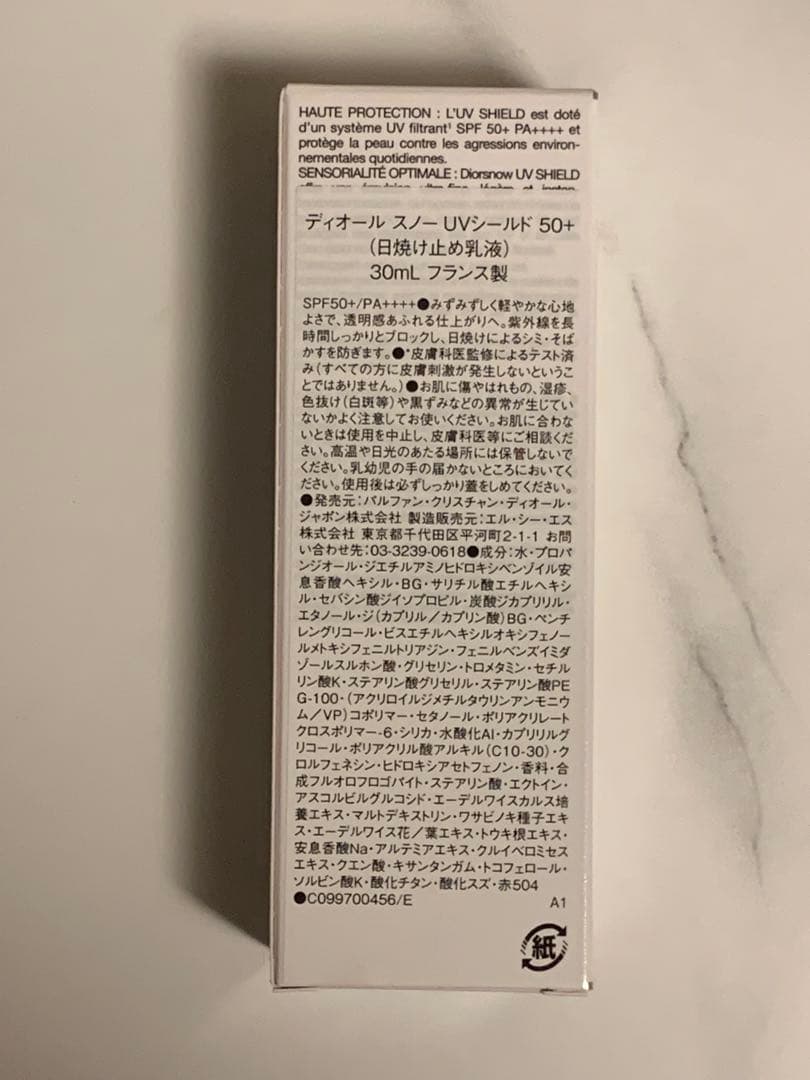 HAUTE PROTECTION : L'UV SHIELD est doté
d'un système UV filtrant¹ SPF 50+ PA++++ et
protège la peau contre les agressions environ-
nementales quotidiennes.
SENSORIALITÉ OPTIMALE : Diorsnow UV SHIELD
ディオール スノー UVシールド 50+
(日焼け止め乳液)
30mL フランス製
SPF50+/PA++++●みずみずしく軽やかな心地
よさで、透明感あふれる仕上がりへ。紫外線を長
時間しっかりとブロックし、日焼けによるシミ・そば
かすを防ぎます。●*皮膚科医監修によるテスト済
み(すべての方に皮膚刺激が発生しないというこ
とではありません。)●お肌に傷やはれもの、湿疹、
色抜け(白斑等)や黒ずみなどの異常が生じてい
ないかよく注意してお使いください。お肌に合わな
いときは使用を中止し、皮膚科医等にご相談くだ
さい。高温や日光のあたる場所には保管しないで
ください。乳幼児の手の届かないところにおいてく
ださい。使用後は必ずしっかり蓋をしめてください。
●発売元：パルファン・クリスチャン・ディオール・
ジャポン株式会社 製造販売元：エル・シー・エス
株式会社 東京都千代田区平河町2-1-1 お問
い合わせ先：03-3239-0618●成分：水・プロパ
ンジオール・ジエチルアミノヒドロキシベンゾイル安
息香酸ヘキシル・BG・サリチル酸エチルヘキシ
ル・セバシン酸ジイソプロピル・炭酸ジカプリリル・
エタノール・ジ(カプリル／カプリン酸)BG・ペンチ
レングリコール・ビスエチルヘキシルオキシフェノー
ルメトキシフェニルトリアジン・フェニルベンズイミダ
ゾールスルホン酸・グリセリン・トロメタミン・セチル
リン酸K・ステアリン酸グリセリル・ステアリン酸PE
G-100・(アクリロイルジメチルタウリンアンモニウ
ム／VP)コポリマー・セタノール・ポリアクリレート
クロスポリマー-6・シリカ・水酸化Al・カプリリルグ
リコール・ポリアクリル酸アルキル(C10-30)・ク
ロルフェネシン・ヒドロキシアセトフェノン・香料・合
成フルオロフロゴパイト・ステアリン酸・エクトイン・
アスコルビルグルコシド・エーデルワイスカルス培
養エキス・マルトデキストリン・ワサビノキ種子エキ
ス・エーデルワイス花／葉エキス・トウキ根エキス・
安息香酸Na・アルテミアエキス・クルイベロミセス
エキス・クエン酸・キサンタンガム・トコフェロール・
ソルビン酸K・酸化チタン・酸化スズ・赤504
●C099700456/E A1
紙